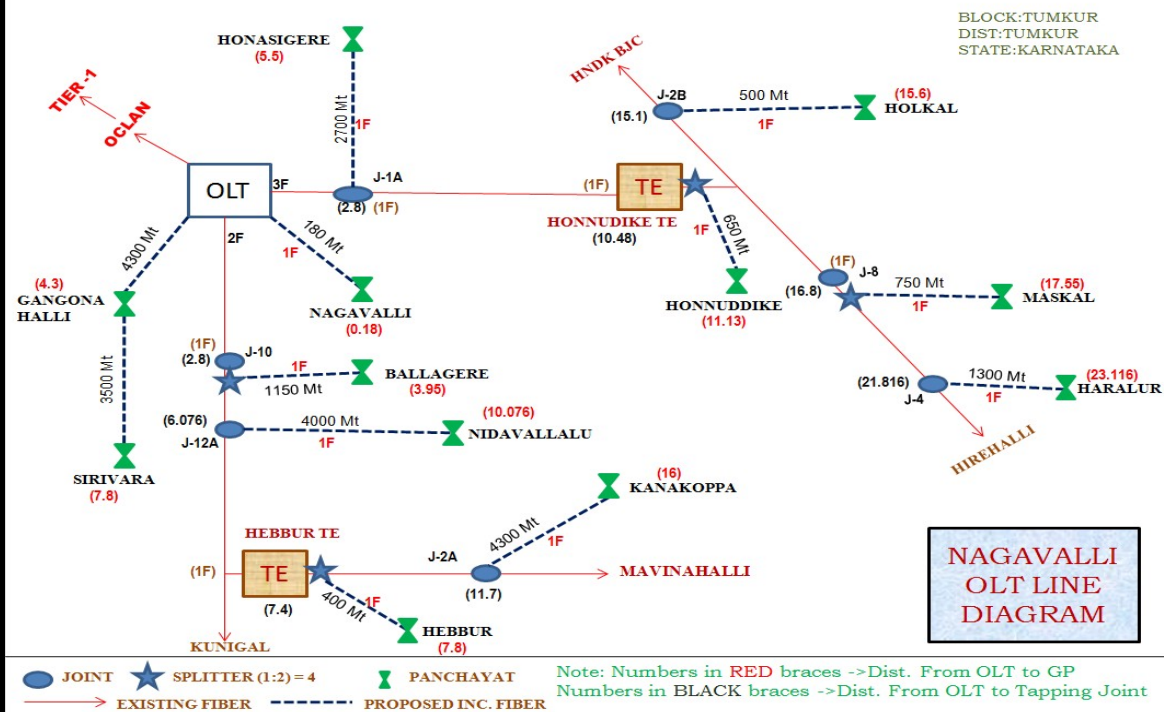 BLOCK:TUMKUR
DIST:TUMKUR
STATE:KARNATAKA
HONASIGERE
(5.5)
HNDK BJC
TIER-1
OCLAN
2700 Mt
1F
J-2B
(15.1)
500 Mt
1F
(15.6)
HOLKAL
OLT
3F
J-1A
(2.8)
(1F)
(1F)
TE
HONNUDIKE TE
(10.48)
1F
650 Mt
HONNUDDIKE
(11.13)
2F
4300 Mt
180 Mt
1F
(4.3)
GANGONA
HALLI
NAGAVALLI
(0.18)
(1F)
J-8
(16.8)
750 Mt
1F
(17.55)
MASKAL
(1F)
(2.8)
J-10
1F
1150 Mt
BALLAGERE
(3.95)
3500 Mt
(21.816)
J-4
1300 Mt
1F
(23.116)
HARALUR
HIREHALLI
(6.076)
J-12A
4000 Mt
1F
(10.076)
NIDAVALLALU
SIRIVARA
(7.8)
(16)
KANAKOPPA
HEBBUR TE
(1F)
TE
(7.4)
J-2A
(11.7)
4300 Mt
1F
MAVINAHALLI
400 Mt
1F
HEBBUR
(7.8)
KUNIGAL
NAGAVALLI
OLT LINE
DIAGRAM
JOINT
SPLITTER (1:2) = 4
PANCHAYAT
EXISTING FIBER
PROPOSED INC. FIBER
Note: Numbers in RED braces ->Dist. From OLT to GP
Numbers in BLACK braces ->Dist. From OLT to Tapping Joint